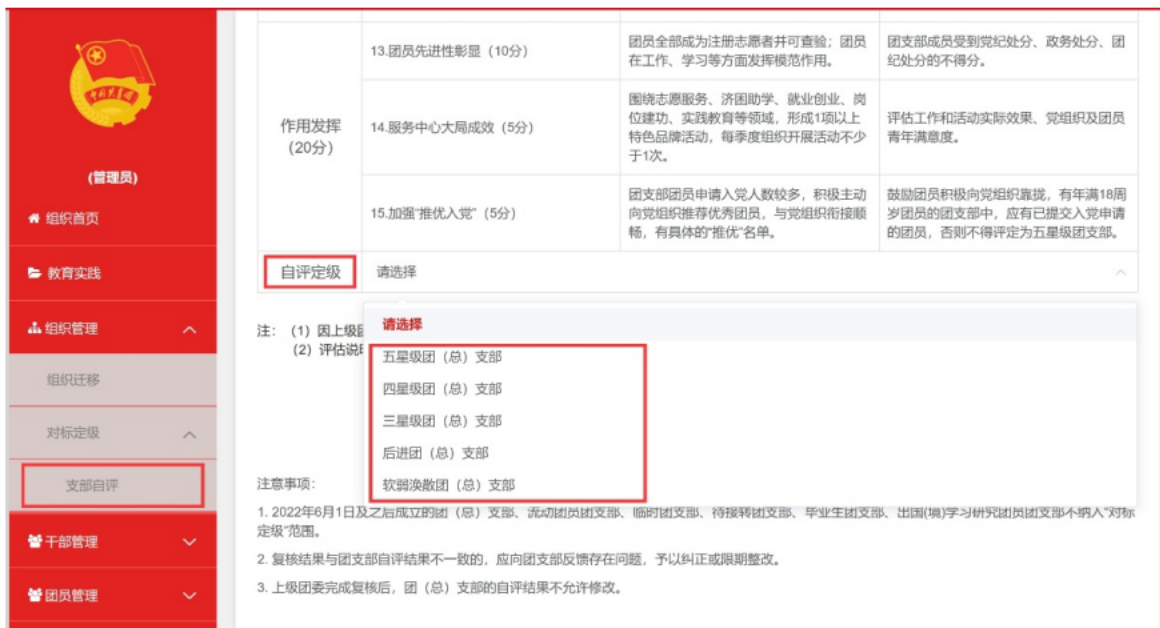 中国共青团
(管理员)
组织首页
教育实践
组织管理
组织迁移
对标定级
支部自评
干部管理
团员管理
作用发挥
(20分)
13.团员先进性彰显（10分）
团员全部成为注册志愿者并可查验；团员
在工作、学习等方面发挥模范作用。
团支部成员受到党纪处分、政务处分、团
纪处分的不得分。
14.服务中心大局成效（5分）
围绕志愿服务、济困助学、就业创业、岗
位建功、实践教育等领域，形成1项以上
特色品牌活动，每季度组织开展活动不少
于1次。
评估工作和活动实际效果、党组织及团员
青年满意度。
15.加强“推优入党”（5分）
团支部团员申请入党人数较多，积极主动
向党组织推荐优秀团员，与党组织衔接顺
畅，有具体的“推优”名单。
鼓励团员积极向党组织靠拢，有年满18周
岁团员的团支部中，应有已提交入党申请
的团员，否则不得评定为五星级团支部。
自评定级
请选择
注：（1）因上级
（2）评估说
请选择
五星级团（总）支部
四星级团（总）支部
三星级团（总）支部
后进团（总）支部
软弱涣散团（总）支部
注意事项：
1. 2022年6月1日及之后成立的团（总）支部、流动团员团支部、临时团支部、待接转团支部、毕业生团支部、出国(境)学习研究团员团支部不纳入“对标
定级”范围。
2. 复核结果与团支部自评结果不一致的，应向团支部反馈存在问题，予以纠正或限期整改。
3. 上级团委完成复核后，团（总）支部的自评结果不允许修改。